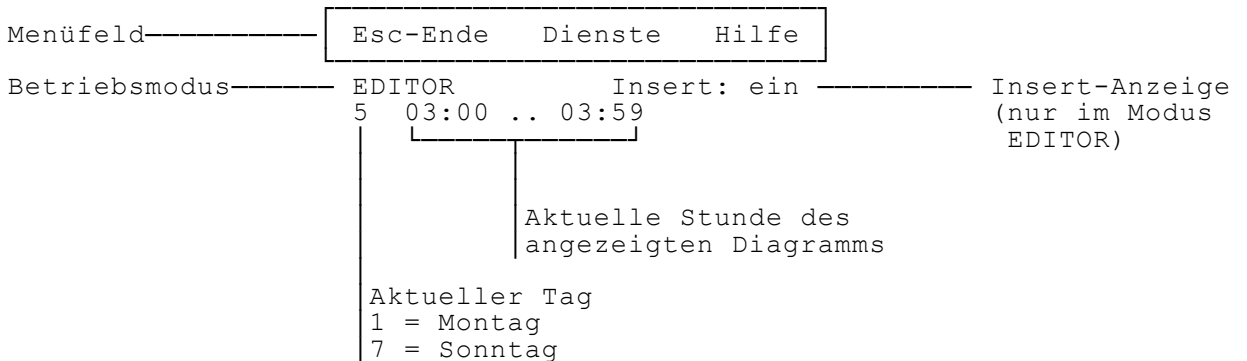 Menüfeld Esc-Ende Dienste Hilfe
Betriebsmodus EDITOR Insert: ein Insert-Anzeige
5 03:00 .. 03:59 (nur im Modus
EDITOR)
Aktuelle Stunde des
angezeigten Diagramms
Aktueller Tag
1 = Montag
7 = Sonntag